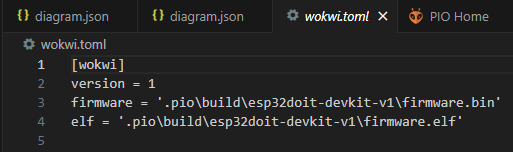 {} diagram.json
{} diagram.json
wokwi.toml
PIO Home
wokwi.toml
1 [wokwi]
2 version = 1
3 firmware = '.pio\build\esp32doit-devkit-v1\firmware.bin'
4 elf = '.pio\build\esp32doit-devkit-v1\firmware.elf'
5